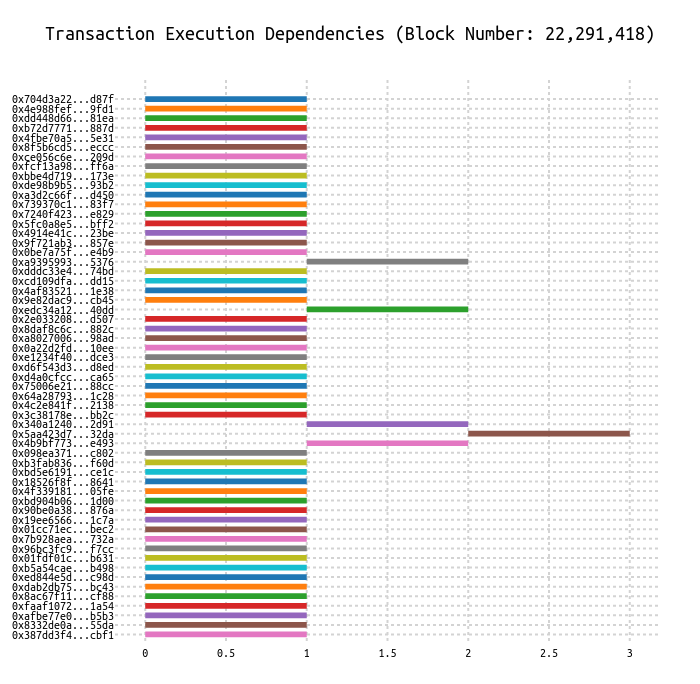 Transaction Execution Dependencies (Block Number: 22,291,418)
0x704d3a22...d87f
0x4e988fef...9fd1
0xdd448d66...81ea
0xb72d7771...887d
0x4fbe70a5...5e31
0x8f5b6cd5...eccc
0xce056c6e...209d
0xfcf13a98...ff6a
0xbbe4d719...173e
0xde98b9b5...93b2
0xa3d2c66f...d450
0x739370c1...83f7
0x7240f423...e829
0x5fc0a8e5...bff2
0x4914e41c...23be
0x9f721ab3...857e
0x0be7a75f...e4b9
0xa9395993...5376
0xdddc33e4...74bd
0xcd109dfa...dd15
0x4af83521...1e38
0x9e82dac9...cb45
0xedc34a12...40dd
0x2e033208...d507
0x8daf8c6c...882c
0xa8027006...98ad
0x0a22d2fd...10ee
0xe1234f40...dce3
0xd6f543d3...d8ed
0xd4a0cfcc...ca65
0x75006e21...88cc
0x64a28793...1c28
0x4c2e841f...2138
0x3c38178e...bb2c
0x340a1240...2d91
0x5aa423d7...32da
0x4b9bf773...e493
0x098ea371...c802
0xb3fab836...f60d
0xbd5e6191...ce1c
0x18526f8f...8641
0x4f339181...05fe
0xbd904b06...1d00
0x90be0a38...876a
0x19ee6566...1c7a
0x01cc71ec...bec2
0x7b928aea...732a
0x96bc3fc9...f7cc
0x01fdf01c...b631
0xb5a54cae...b498
0xed844e5d...c98d
0xdab2db75...bc43
0x8ac67f11...cf88
0xfaaf1072...1a54
0xafbe77e0...b5b3
0x8332de0a...55da
0x387dd3f4...cbf1
0 0.5 1 1.5 2 2.5 3